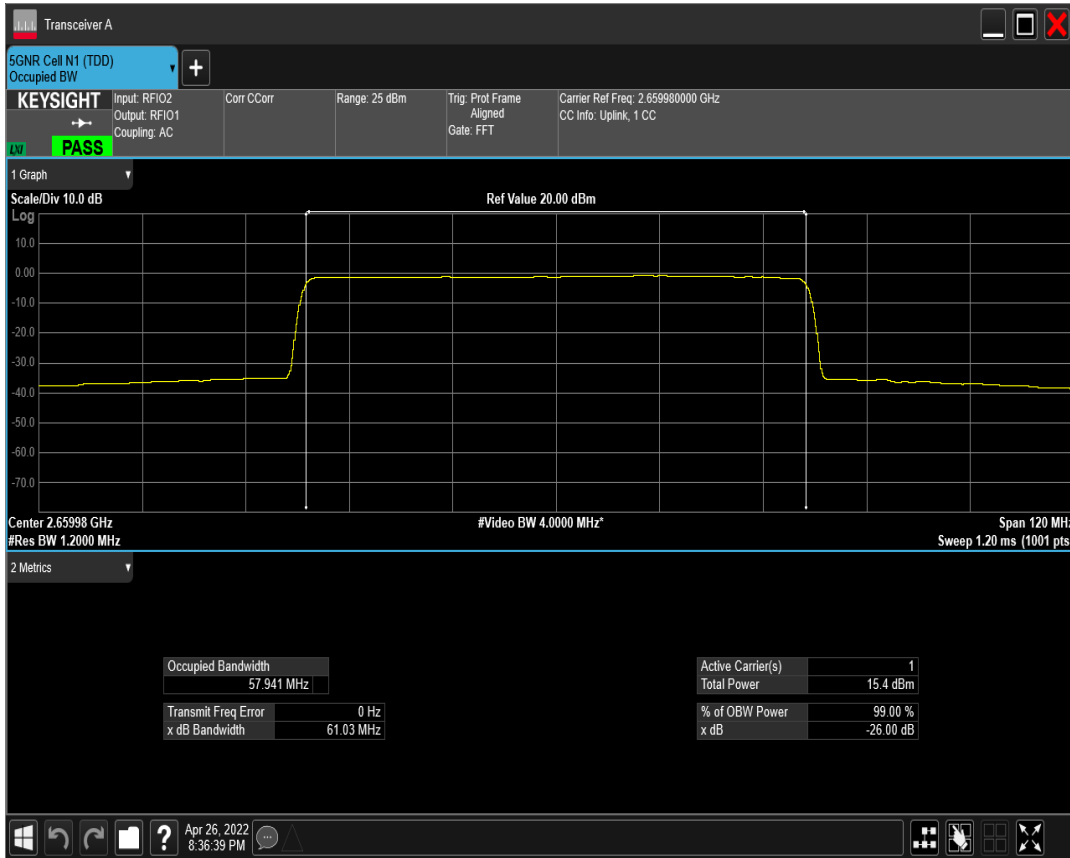 Transceiver A
5GNR Cell N1 (TDD)
Occupied BW
KEYSIGHT
LXI
PASS
Input: RFIO2
Output: RFIO1
Coupling: AC
Corr CCorr
Range: 25 dBm
Trig: Prot Frame
Aligned
Gate: FFT
Carrier Ref Freq: 2.659980000 GHz
CC Info: Uplink, 1 CC
1 Graph
Scale/Div 10.0 dB
Ref Value 20.00 dBm
Log
10.0
0.00
-10.0
-20.0
-30.0
-40.0
-50.0
-60.0
-70.0
Center 2.65998 GHz
#Video BW 4.0000 MHz*
Span 120 MHz
#Res BW 1.2000 MHz
Sweep 1.20 ms (1001 pts
2 Metrics
Occupied Bandwidth
57.941 MHz
Transmit Freq Error 0 Hz
x dB Bandwidth 61.03 MHz
Active Carrier(s) 1
Total Power 15.4 dBm
% of OBW Power 99.00 %
x dB -26.00 dB
?
Apr 26, 2022
8:36:39 PM